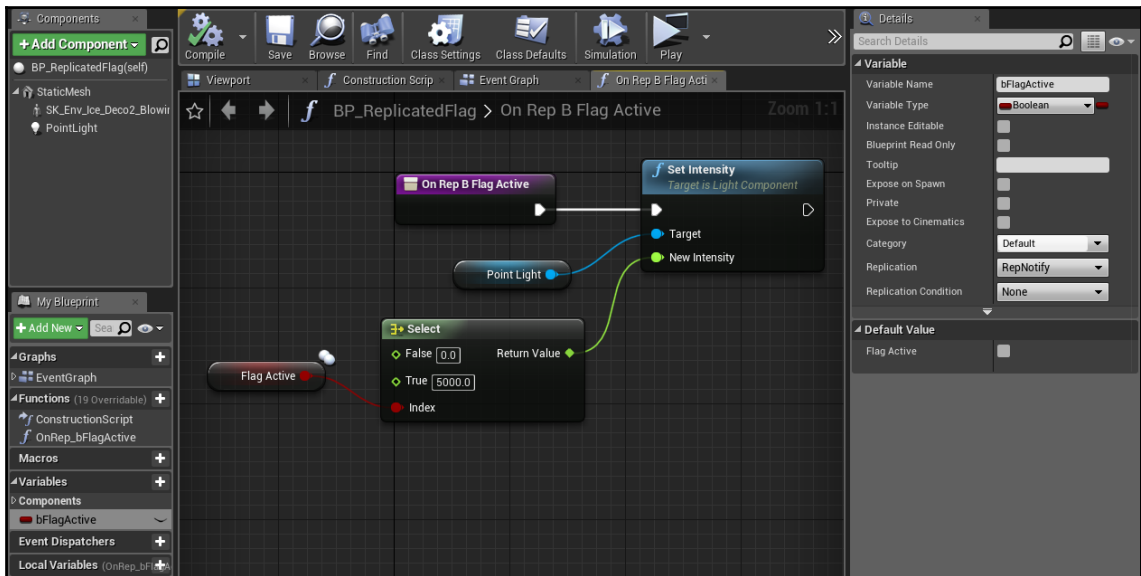 Components
+ Add Component
BP_ReplicatedFlag(self)
StaticMesh
SK_Env_Ice_Deco2_Blowin
PointLight
My Blueprint
+ Add New
Sea
Graphs
EventGraph
Functions (19 Overridable)
ConstructionScript
OnRep_bFlagActive
Macros
Variables
Components
bFlagActive
Event Dispatchers
Local Variables (OnRep_bFlagA
Compile
Save
Browse
Find
Class Settings
Class Defaults
Simulation
Play
Viewport
Construction Scrip
Event Graph
On Rep B Flag Acti
BP_ReplicatedFlag > On Rep B Flag Active
Zoom 1:1
On Rep B Flag Active
Set Intensity
Target is Light Component
Target
New Intensity
Point Light
Select
False 0.0
Return Value
True 5000.0
Index
Flag Active
Details
Search Details
Variable
Variable Name bFlagActive
Variable Type Boolean
Instance Editable
Blueprint Read Only
Tooltip
Expose on Spawn
Private
Expose to Cinematics
Category Default
Replication RepNotify
Replication Condition None
Default Value
Flag Active